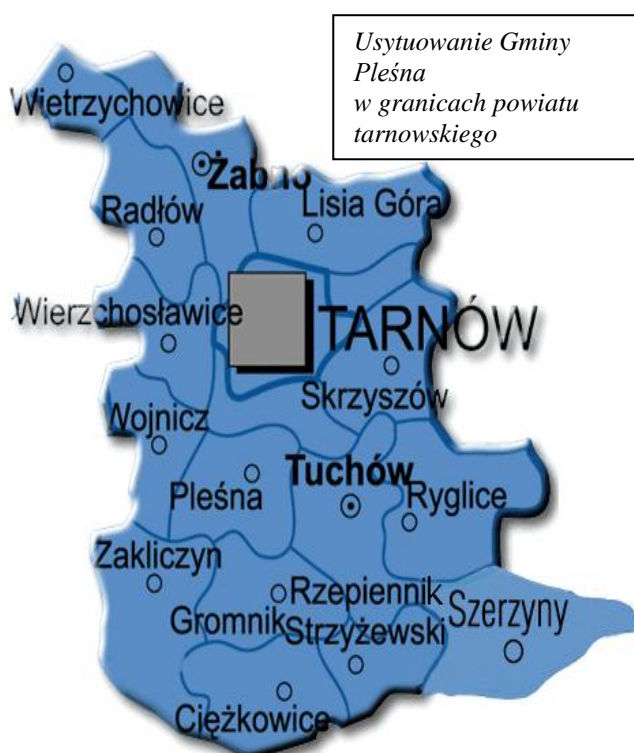 Usytuowanie Gminy
Pleśna
w granicach powiatu
tarnowskiego
Wietrzychowice
Żabno
Radłów
Lisia Góra
Wierzchosławice
TARNÓW
Skrzyszów
Wojnicz
Pleśna
Tuchów
Ryglice
Zakliczyn
Gromnik
Rzepiennik
Strzyżewski
Szerzyny
Ciężkowice